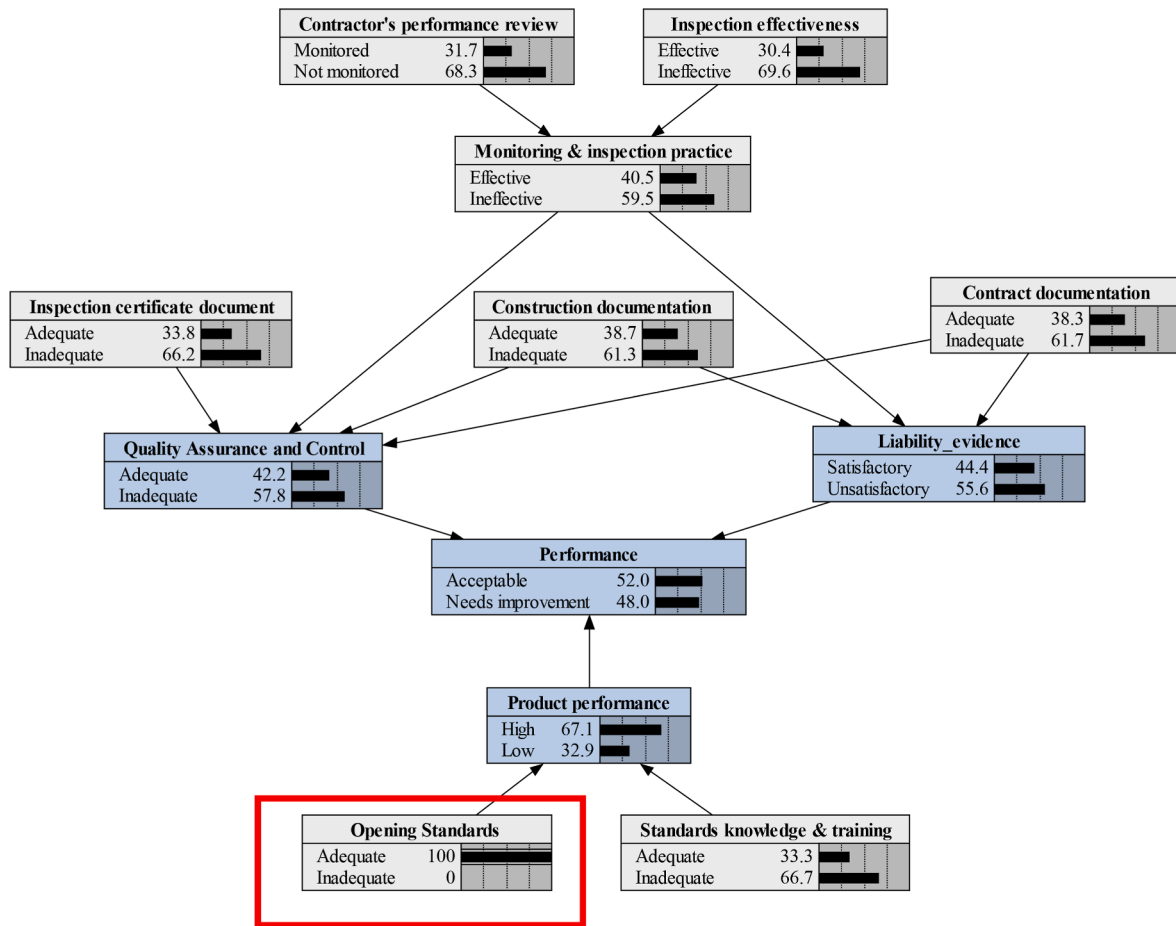 Contractor's performance review
Monitored 31.7
Not monitored 68.3
Inspection effectiveness
Effective 30.4
Ineffective 69.6
Monitoring & inspection practice
Effective 40.5
Ineffective 59.5
Inspection certificate document
Adequate 33.8
Inadequate 66.2
Construction documentation
Adequate 38.7
Inadequate 61.3
Contract documentation
Adequate 38.3
Inadequate 61.7
Quality Assurance and Control
Adequate 42.2
Inadequate 57.8
Liability_evidence
Satisfactory 44.4
Unsatisfactory 55.6
Performance
Acceptable 52.0
Needs improvement 48.0
Product performance
High 67.1
Low 32.9
Opening Standards
Adequate 100
Inadequate 0
Standards knowledge & training
Adequate 33.3
Inadequate 66.7